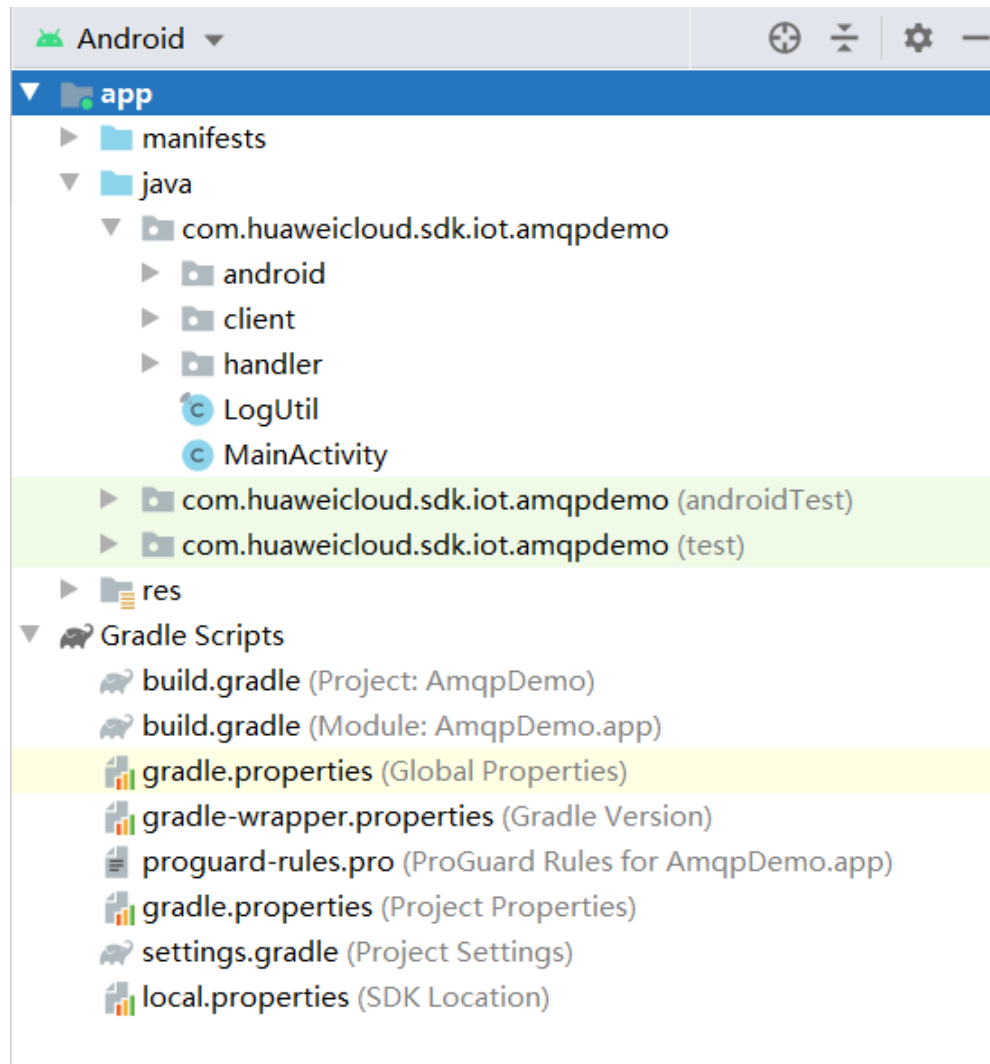 Android
app
manifests
java
com.huaweicloud.sdk.iot.amqpdemo
android
client
handler
LogUtil
MainActivity
com.huaweicloud.sdk.iot.amqpdemo (androidTest)
com.huaweicloud.sdk.iot.amqpdemo (test)
res
Gradle Scripts
build.gradle (Project: AmqpDemo)
build.gradle (Module: AmqpDemo.app)
gradle.properties (Global Properties)
gradle-wrapper.properties (Gradle Version)
proguard-rules.pro (ProGuard Rules for AmqpDemo.app)
gradle.properties (Project Properties)
settings.gradle (Project Settings)
local.properties (SDK Location)